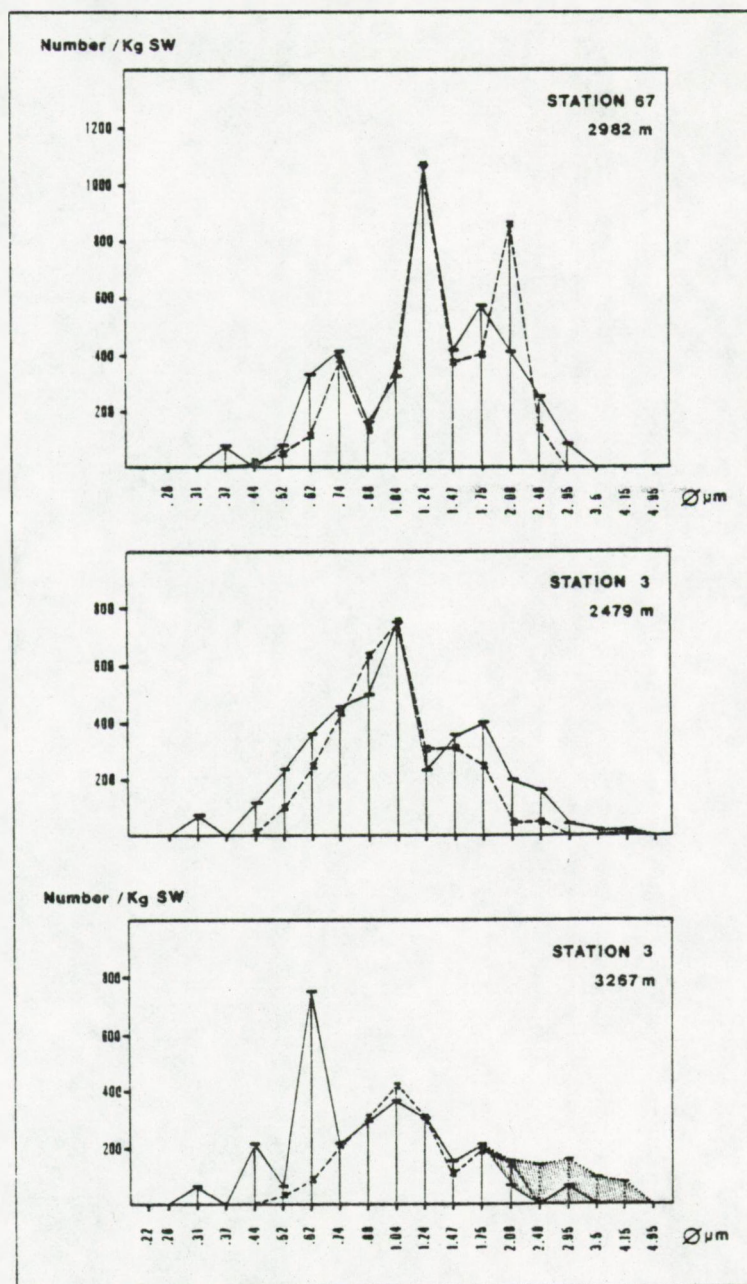 Number / Kg SW
STATION 67
2982 m
1200
1000
800
600
400
200
.28 .31 .37 .44 .52 .62 .74 .88 1.04 1.24 1.47 1.75 2.08 2.48 2.95 3.5 4.15 4.95 Ø µm
STATION 3
2479 m
800
600
400
200
Number / Kg SW
STATION 3
3267 m
800
600
400
200
.22 .28 .31 .37 .44 .52 .62 .74 .88 1.04 1.24 1.47 1.75 2.08 2.48 2.95 3.5 4.15 4.95 Ø µm